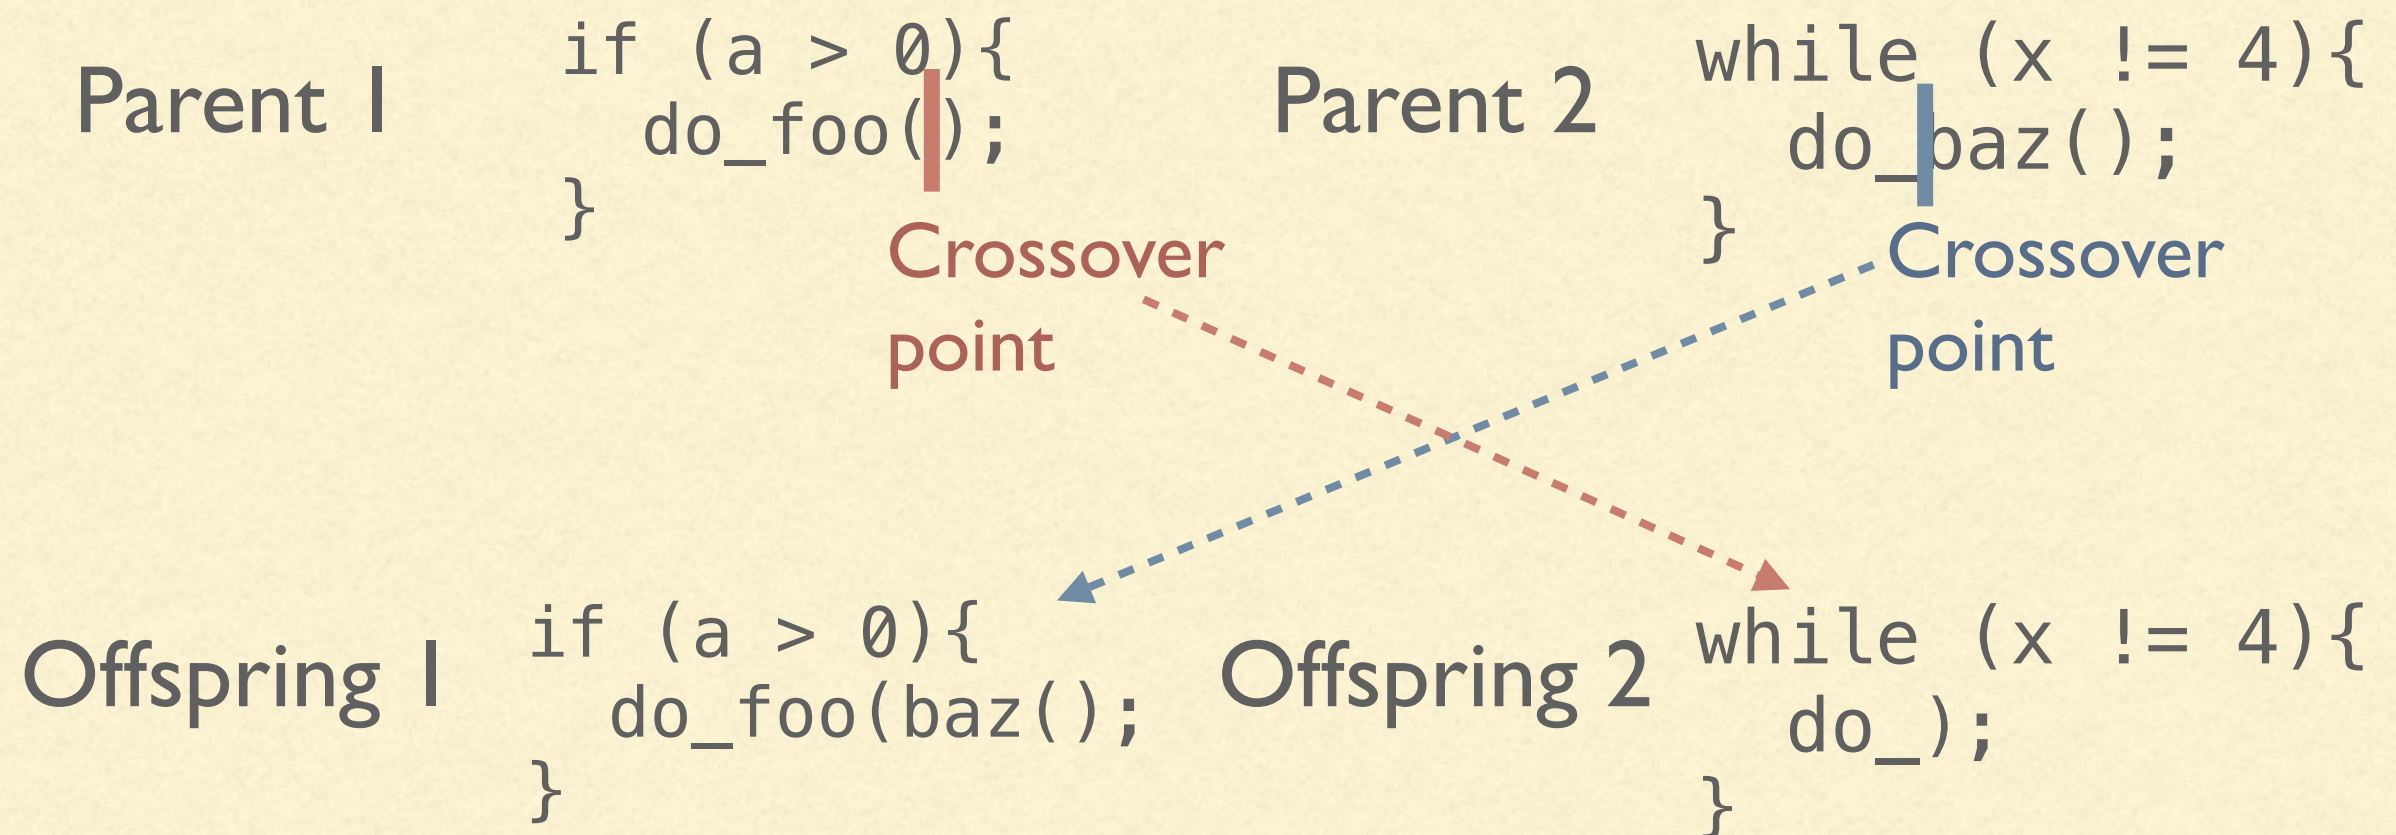 Parent 1
if (a > 0){
  do_foo();
}
Crossover
point
Parent 2
while (x != 4){
  do_baz();
}
Crossover
point
Offspring 1
if (a > 0){
  do_foo(baz();
}
Offspring 2
while (x != 4){
  do_);
}